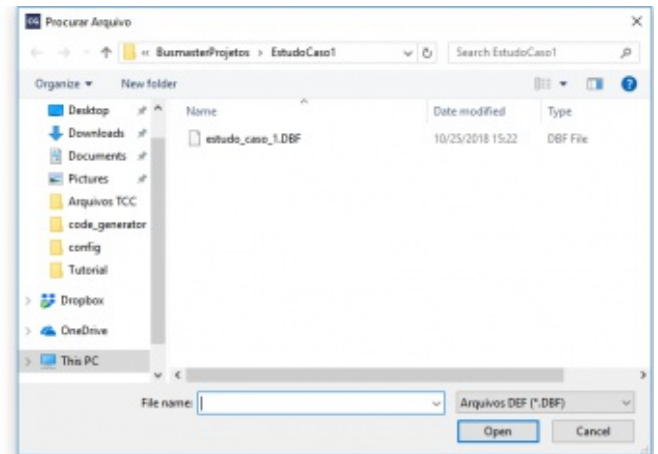 CG Procurar Arquivo
« BusmasterProjetos > EstudoCaso1
Search EstudoCaso1
Organize
New folder
Name
Date modified
Type
Desktop
Downloads
Documents
Pictures
Arquivos TCC
code_generator
config
Tutorial
Dropbox
OneDrive
This PC
estudo_caso_1.DBF
10/25/2018 15:22
DBF File
File name:
Arquivos DEF (*.DBF)
Open
Cancel